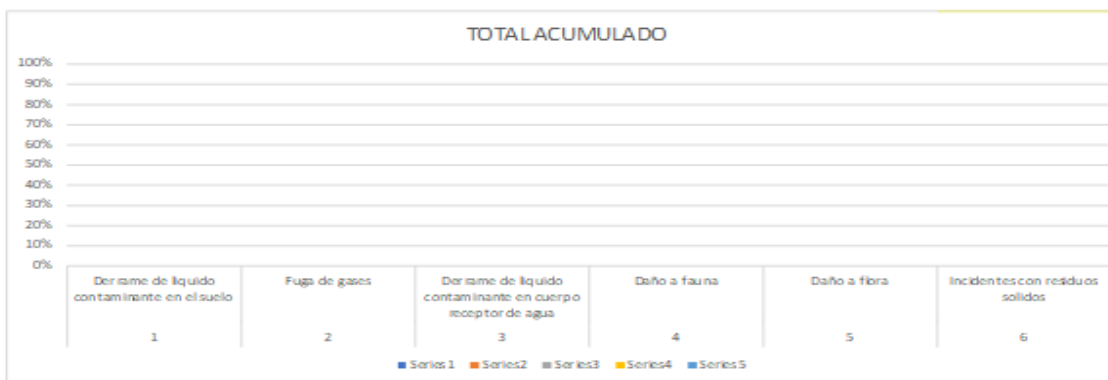 TOTAL ACUMULADO
100%
90%
80%
70%
60%
50%
40%
30%
20%
10%
0%
Derrame de liquido
contaminante en el suelo
Fuga de gases
Derrame de liquido
contaminante en cuerpo
receptor de agua
Daño a fauna
Daño a flora
Incidentes con residuos
solidos
1 2 3 4 5 6
Series1 Series2 Series3 Series4 Series5